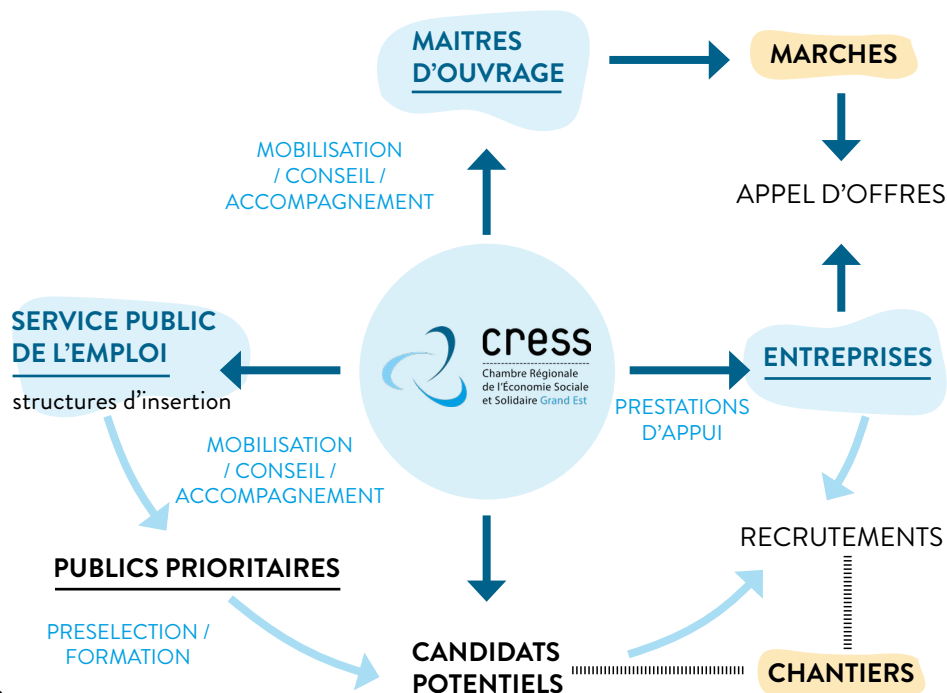 MAITRES
D'OUVRAGE
MARCHES
MOBILISATION
/ CONSEIL /
ACCOMPAGNEMENT
APPEL D'OFFRES
SERVICE PUBLIC
DE L'EMPLOI
structures d'insertion
cress
Chambre Régionale
de l'Économie Sociale
et Solidaire Grand Est
ENTREPRISES
PRESTATIONS
D'APPUI
MOBILISATION
/ CONSEIL /
ACCOMPAGNEMENT
RECRUTEMENTS
PUBLICS PRIORITAIRES
PRESELECTION /
FORMATION
CANDIDATS
POTENTIELS
CHANTIERS